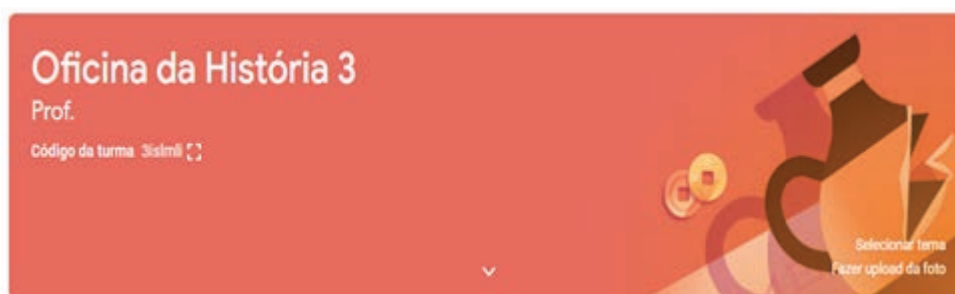 Oficina da História 3
Prof.
Código da turma
Selecionar tema
Fazer upload da foto